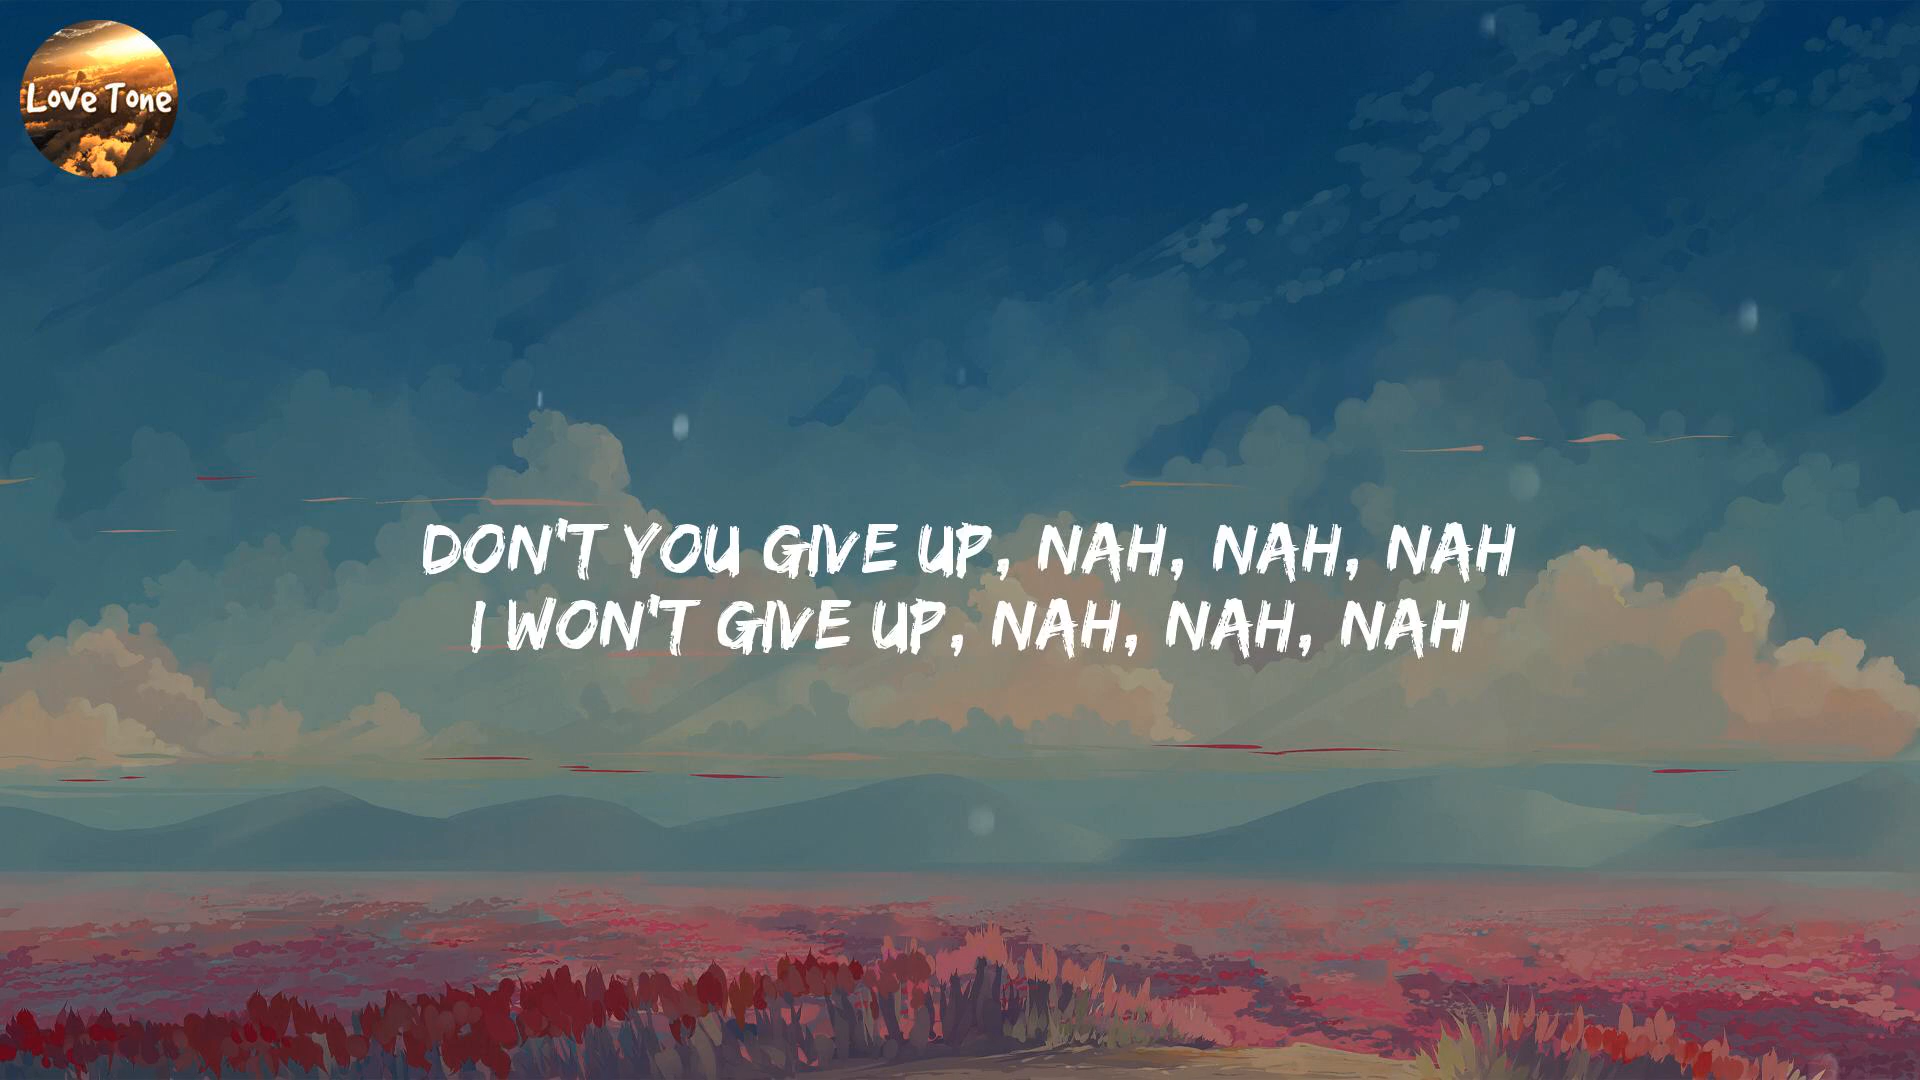 Love Tone
DON'T YOU GIVE UP, NAH, NAH, NAH
I WON'T GIVE UP, NAH, NAH, NAH